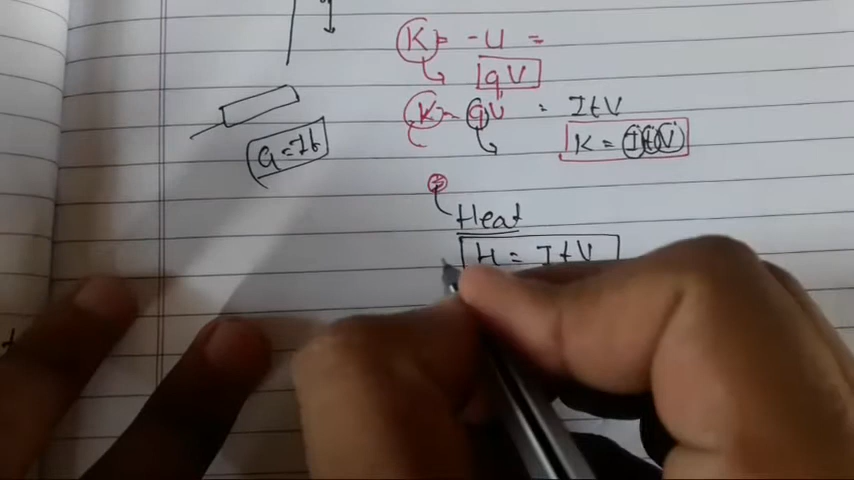 K = -U =
qV
K = qV = ItV
K = ItV
Q = It
Heat
H = ItV